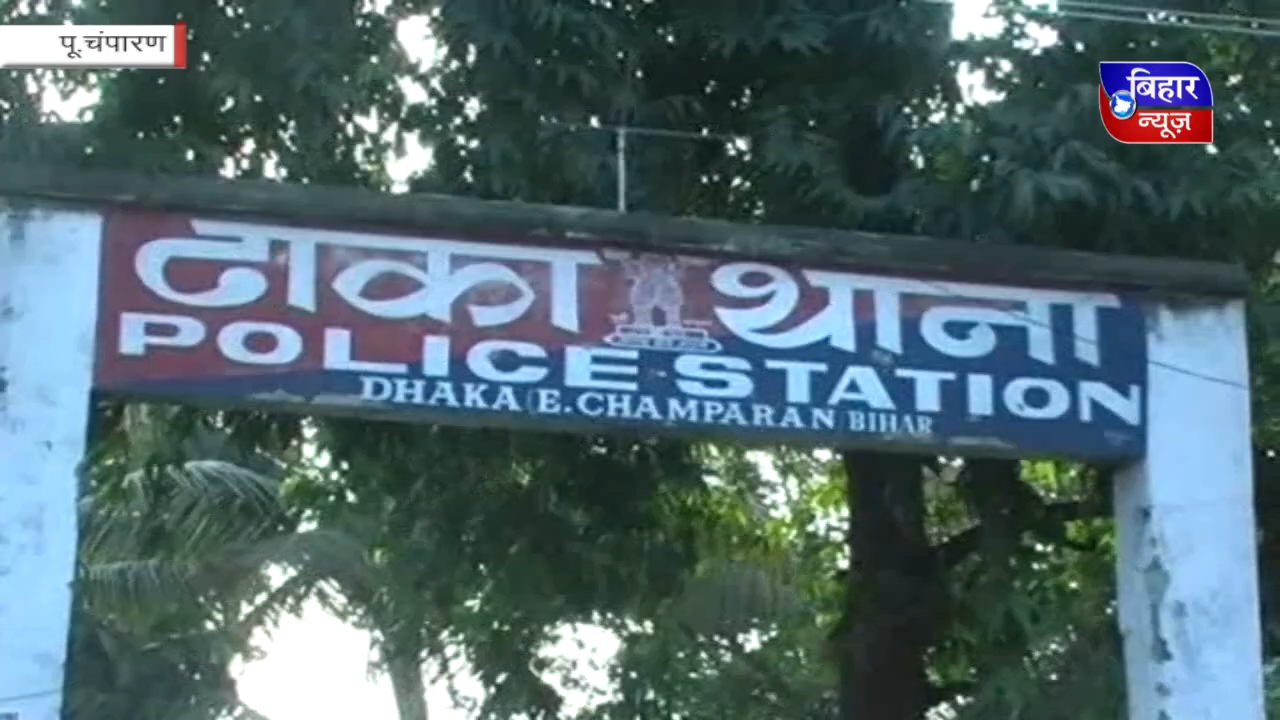 पू.चंपारण
बिहार
न्यूज़
ढाका थाना
POLICE STATION
DHAKA (E.CHAMPARAN) BIHAR